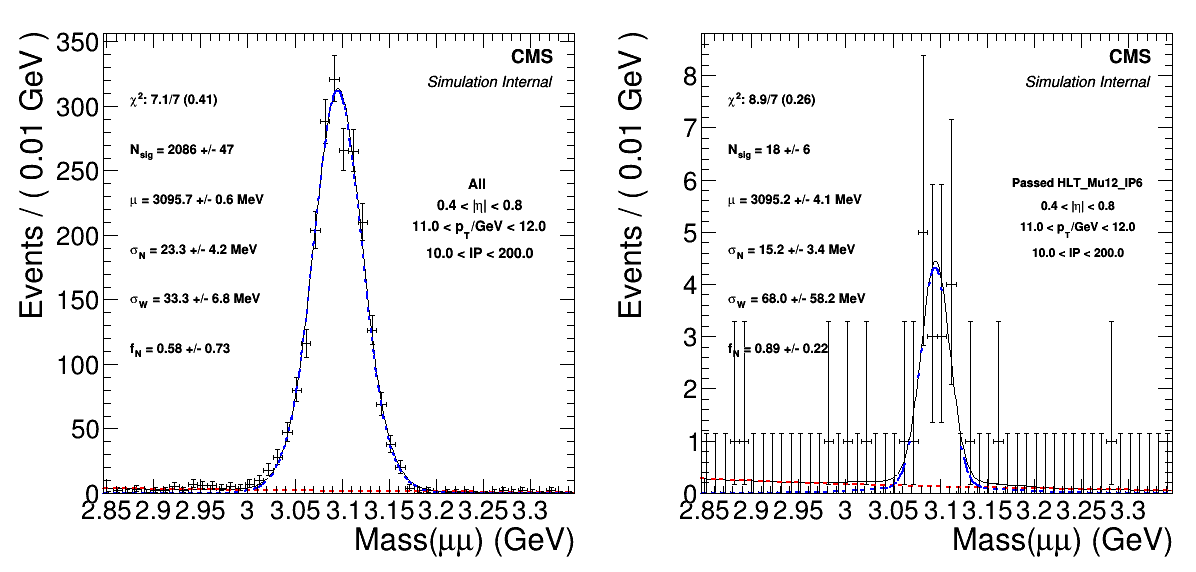 Events / ( 0.01 GeV )
350
300
250
200
150
100
50
0
CMS
Simulation Internal
χ²: 7.1/7 (0.41)
N_sig = 2086 +/- 47
μ = 3095.7 +/- 0.6 MeV
σ_N = 23.3 +/- 4.2 MeV
σ_W = 33.3 +/- 6.8 MeV
f_N = 0.58 +/- 0.73
All
0.4 < |η| < 0.8
11.0 < p_T/GeV < 12.0
10.0 < IP < 200.0
2.85 2.9 2.95 3 3.05 3.1 3.15 3.2 3.25 3.3
Mass(μμ) (GeV)
Events / ( 0.01 GeV )
8
7
6
5
4
3
2
1
0
CMS
Simulation Internal
χ²: 8.9/7 (0.26)
N_sig = 18 +/- 6
μ = 3095.2 +/- 4.1 MeV
σ_N = 15.2 +/- 3.4 MeV
σ_W = 68.0 +/- 58.2 MeV
f_N = 0.89 +/- 0.22
Passed HLT_Mu12_IP6
0.4 < |η| < 0.8
11.0 < p_T/GeV < 12.0
10.0 < IP < 200.0
2.85 2.9 2.95 3 3.05 3.1 3.15 3.2 3.25 3.3
Mass(μμ) (GeV)